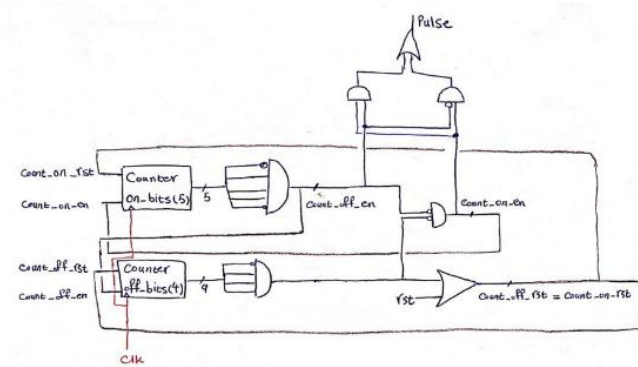 Pulse
Count_on_rst
Counter
on_bits(5)
5
Count_on_en
Count_off_en
Count_on_en
Count_off_rst
Counter
off_bits(4)
4
Count_off_en
rst
Count_off_rst = Count_on_rst
Clk